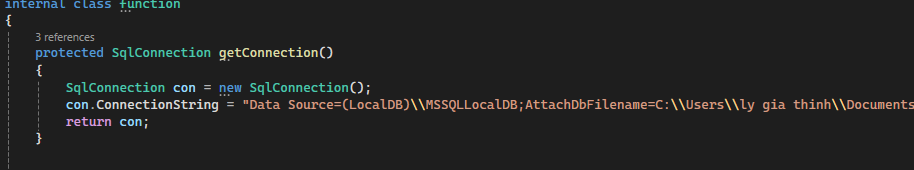 internal class function
{
3 references
protected SqlConnection getConnection()
{
SqlConnection con = new SqlConnection();
con.ConnectionString = "Data Source=(LocalDB)\\MSSQLLocalDB;AttachDbFilename=C:\\Users\\ly gia thinh\\Documents
return con;
}